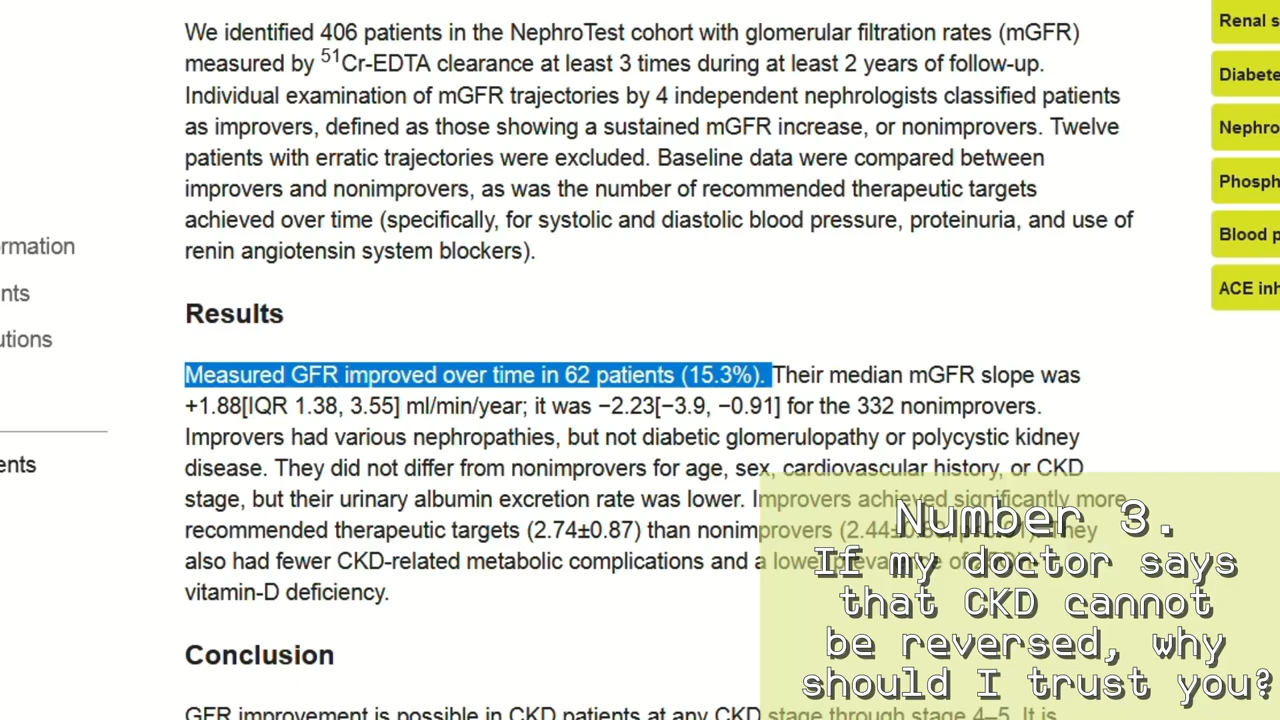 We identified 406 patients in the NephroTest cohort with glomerular filtration rates (mGFR)
measured by 51Cr-EDTA clearance at least 3 times during at least 2 years of follow-up.
Individual examination of mGFR trajectories by 4 independent nephrologists classified patients
as improvers, defined as those showing a sustained mGFR increase, or nonimprovers. Twelve
patients with erratic trajectories were excluded. Baseline data were compared between
improvers and nonimprovers, as was the number of recommended therapeutic targets
achieved over time (specifically, for systolic and diastolic blood pressure, proteinuria, and use of
renin angiotensin system blockers).
Results
Measured GFR improved over time in 62 patients (15.3%). Their median mGFR slope was
+1.88[IQR 1.38, 3.55] ml/min/year; it was −2.23[−3.9, −0.91] for the 332 nonimprovers.
Improvers had various nephropathies, but not diabetic glomerulopathy or polycystic kidney
disease. They did not differ from nonimprovers for age, sex, cardiovascular history, or CKD
stage, but their urinary albumin excretion rate was lower. Improvers achieved significantly more
recommended therapeutic targets (2.74±0.87) than nonimprovers (2.44
also had fewer CKD-related metabolic complications and a lower prevalence of
vitamin-D deficiency.
Conclusion
GFR improvement is possible in CKD patients at any CKD stage through stage 4–5. It is
rmation
nts
utions
ents
Renal s
Diabete
Nephro
Phosph
Blood p
ACE inh
Number 3.
If my doctor says
that CKD cannot
be reversed, why
should I trust you?